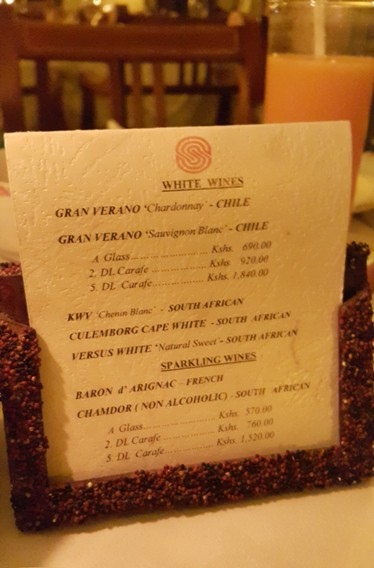 WHITE WINES
GRAN VERANO 'Chardonnay' - CHILE
GRAN VERANO 'Sauvignon Blanc' - CHILE
A Glass........................Kshs. 690.00
2. DL Carafe..................Kshs. 920.00
5. DL Carafe..................Kshs. 1,840.00
KWV 'Chenin Blanc' - SOUTH AFRICAN
CULEMBORG CAPE WHITE - SOUTH AFRICAN
VERSUS WHITE 'Natural Sweet' - SOUTH AFRICAN
SPARKLING WINES
BARON d' ARIGNAC - FRENCH
CHAMDOR ( NON ALCOHOLIC) - SOUTH AFRICAN
A Glass........................Kshs. 570.00
2. DL Carafe..................Kshs. 760.00
5. DL Carafe..................Kshs. 1,520.00